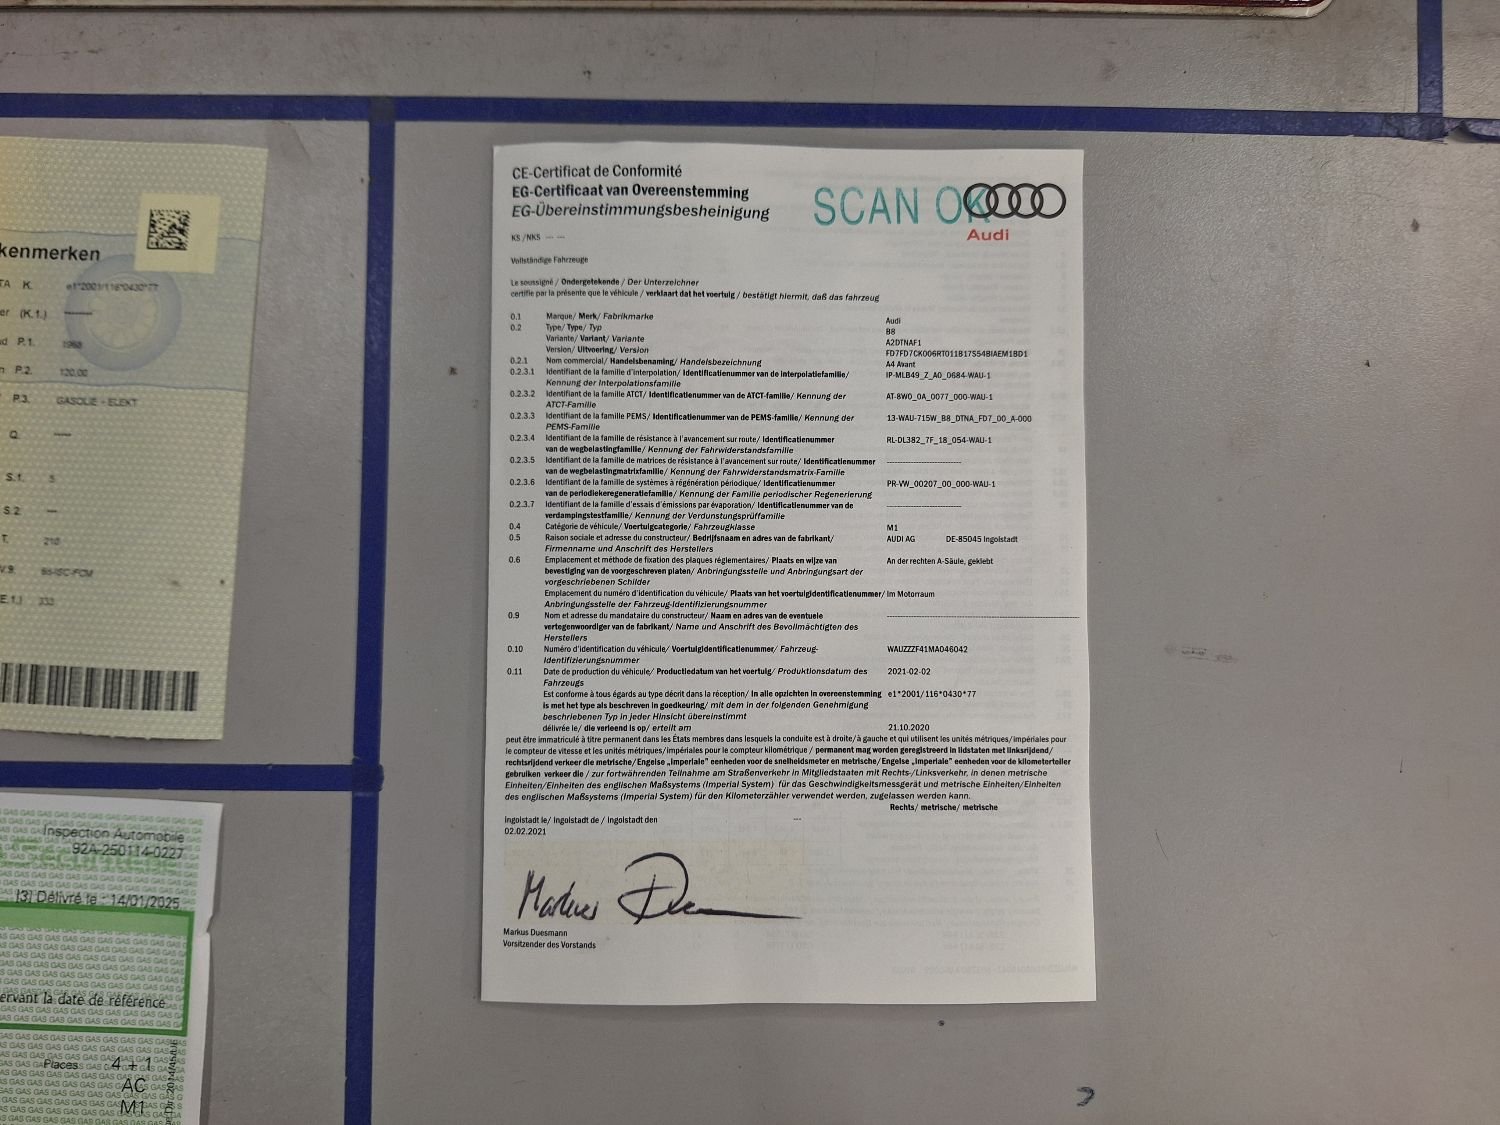 CE-Certificat de Conformité
EG-Certificaat van Overeenstemming
EG-Übereinstimmungsbesheinigung
SCAN OK
Audi
KS /NKS --- ---
Vollständige Fahrzeuge
Le soussigné / Ondergetekende / Der Unterzeichner
certifie par la présente que le véhicule / verklaart dat het voertuig / bestätigt hiermit, daß das fahrzeug
0.1 Marque/ Merk/ Fabrikmarke Audi
0.2 Type/ Type/ Typ B8
Variante/ Variant/ Variante A2DTNAF1
Version/ Uitvoering/ Version FD7FD7CK006RT011B17S54BIAEM1BD1
0.2.1 Nom commercial/ Handelsbenaming/ Handelsbezeichnung A4 Avant
0.2.3.1 Identifiant de la famille d'interpolation/ Identificatienummer van de interpolatiefamilie/ IP-MLB49_Z_A0_0684-WAU-1
Kennung der Interpolationsfamilie
0.2.3.2 Identifiant de la famille ATCT/ Identificatienummer van de ATCT-familie/ Kennung der AT-8W0_0A_0077_000-WAU-1
ATCT-Familie
0.2.3.3 Identifiant de la famille PEMS/ Identificatienummer van de PEMS-familie/ Kennung der 13-WAU-715W_B8_DTNA_FD7_00_A-000
PEMS-Familie
0.2.3.4 Identifiant de la famille de résistance à l'avancement sur route/ Identificatienummer RL-DL382_7F_18_054-WAU-1
van de wegbelastingfamilie/ Kennung der Fahrwiderstandsfamilie
0.2.3.5 Identifiant de la famille de matrices de résistance à l'avancement sur route/ Identificatienummer ---------------------------
van de wegbelastingmatrixfamilie/ Kennung der Fahrwiderstandsmatrix-Familie
0.2.3.6 Identifiant de la famille de systèmes à régénération périodique/ Identificatienummer PR-VW_00207_00_000-WAU-1
van de periodiekeregeneratiefamilie/ Kennung der Familie periodischer Regenerierung
0.2.3.7 Identifiant de la famille d'essais d'émissions par évaporation/ Identificatienummer van de ---------------------------
verdampingstestfamilie/ Kennung der Verdunstungsprüffamilie
0.4 Catégorie de véhicule/ Voertuigcategorie/ Fahrzeugklasse M1
0.5 Raison sociale et adresse du constructeur/ Bedrijfsnaam en adres van de fabrikant/ AUDI AG DE-85045 Ingolstadt
Firmenname und Anschrift des Herstellers
0.6 Emplacement et méthode de fixation des plaques réglementaires/ Plaats en wijze van An der rechten A-Säule, geklebt
bevestiging van de voorgeschreven platen/ Anbringungsstelle und Anbringungsart der
vorgeschriebenen Schilder
Emplacement du numéro d'identification du véhicule/ Plaats van het voertuigidentificatienummer/ Im Motorraum
Anbringungsstelle der Fahrzeug-Identifizierungsnummer
0.9 Nom et adresse du mandataire du constructeur/ Naam en adres van de eventuele ---------------------------
vertegenwoordiger van de fabrikant/ Name und Anschrift des Bevollmächtigten des
Herstellers
0.10 Numéro d'identification du véhicule/ Voertuigidentificatienummer/ Fahrzeug- WAUZZZF41MA046042
Identifizierungsnummer
0.11 Date de production du véhicule/ Productiedatum van het voertuig/ Produktionsdatum des 2021-02-02
Fahrzeugs
Est conforme à tous égards au type décrit dans la réception/ In alle opzichten in overeenstemming e1*2001/116*0430*77
is met het type als beschreven in goedkeuring/ mit dem in der folgenden Genehmigung
beschriebenen Typ in jeder Hinsicht übereinstimmt
délivrée le/ die verleend is op/ erteilt am 21.10.2020
peut être immatriculé à titre permanent dans les États membres dans lesquels la conduite est à droite/à gauche et qui utilisent les unités métriques/impériales pour
le compteur de vitesse et les unités métriques/impériales pour le compteur kilométrique / permanent mag worden geregistreerd in lidstaten met linksrijdend/
rechtsrijdend verkeer die metrische/Engelse „Imperiale" eenheden voor de snelheidsmeter en metrische/Engelse „Imperiale" eenheden voor de kilometerteller
gebruiken verkeer die / zur fortwährenden Teilnahme am Straßenverkehr in Mitgliedstaaten mit Rechts-/Linksverkehr, in denen metrische
Einheiten/Einheiten des englischen Maßsystems (Imperial System) für das Geschwindigkeitsmessgerät und metrische Einheiten/Einheiten
des englischen Maßsystems (Imperial System) für den Kilometerzähler verwendet werden, zugelassen werden kann.
Rechts/ metrische/ metrische
Ingolstadt le/ Ingolstadt de / Ingolstadt den ---
02.02.2021
Markus Duesmann
Vorsitzender des Vorstands
kenmerken
TA K. e1*2001/116*0430*77
er (K.1.) -------
d P.1. 1968
n P.2. 120,00
P.3. GASOLIE - ELEKT
Q. ----
S.1. 5
S.2 ---
T. 210
V.9.
E.1.) 333
Inspection Automobile
92A-250114-0227
[3] Délivré le : 14/01/2025
ervant la date de référence
Places 4 + 1
AC
M1